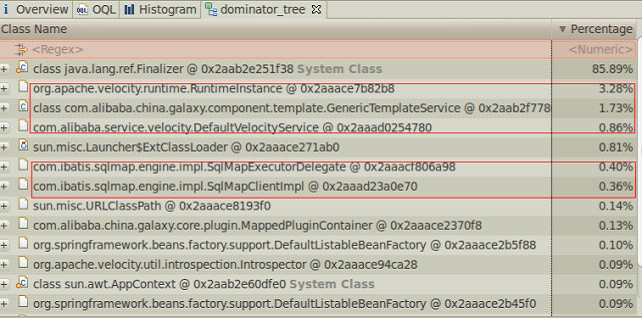 i Overview OQL Histogram dominator_tree
Class Name Percentage
<Regex> <Numeric>
class java.lang.ref.Finalizer @ 0x2aab2e251f38 System Class 85.89%
org.apache.velocity.runtime.RuntimeInstance @ 0x2aaace7b82b8 3.28%
class com.alibaba.china.galaxy.component.template.GenericTemplateService @ 0x2aab2f778 1.73%
com.alibaba.service.velocity.DefaultVelocityService @ 0x2aaad0254780 0.86%
sun.misc.Launcher$ExtClassLoader @ 0x2aaace271ab0 0.81%
com.ibatis.sqlmap.engine.impl.SqlMapExecutorDelegate @ 0x2aaacf806a98 0.40%
com.ibatis.sqlmap.engine.impl.SqlMapClientImpl @ 0x2aaad23a0e70 0.36%
sun.misc.URLClassPath @ 0x2aaace8193f0 0.14%
com.alibaba.china.galaxy.core.plugin.MappedPluginContainer @ 0x2aaace2370f8 0.13%
org.springframework.beans.factory.support.DefaultListableBeanFactory @ 0x2aaace2b5f88 0.10%
org.apache.velocity.util.introspection.Introspector @ 0x2aaace94ca28 0.09%
class sun.awt.AppContext @ 0x2aab2e60dfe0 System Class 0.09%
org.springframework.beans.factory.support.DefaultListableBeanFactory @ 0x2aaace2b45f0 0.09%